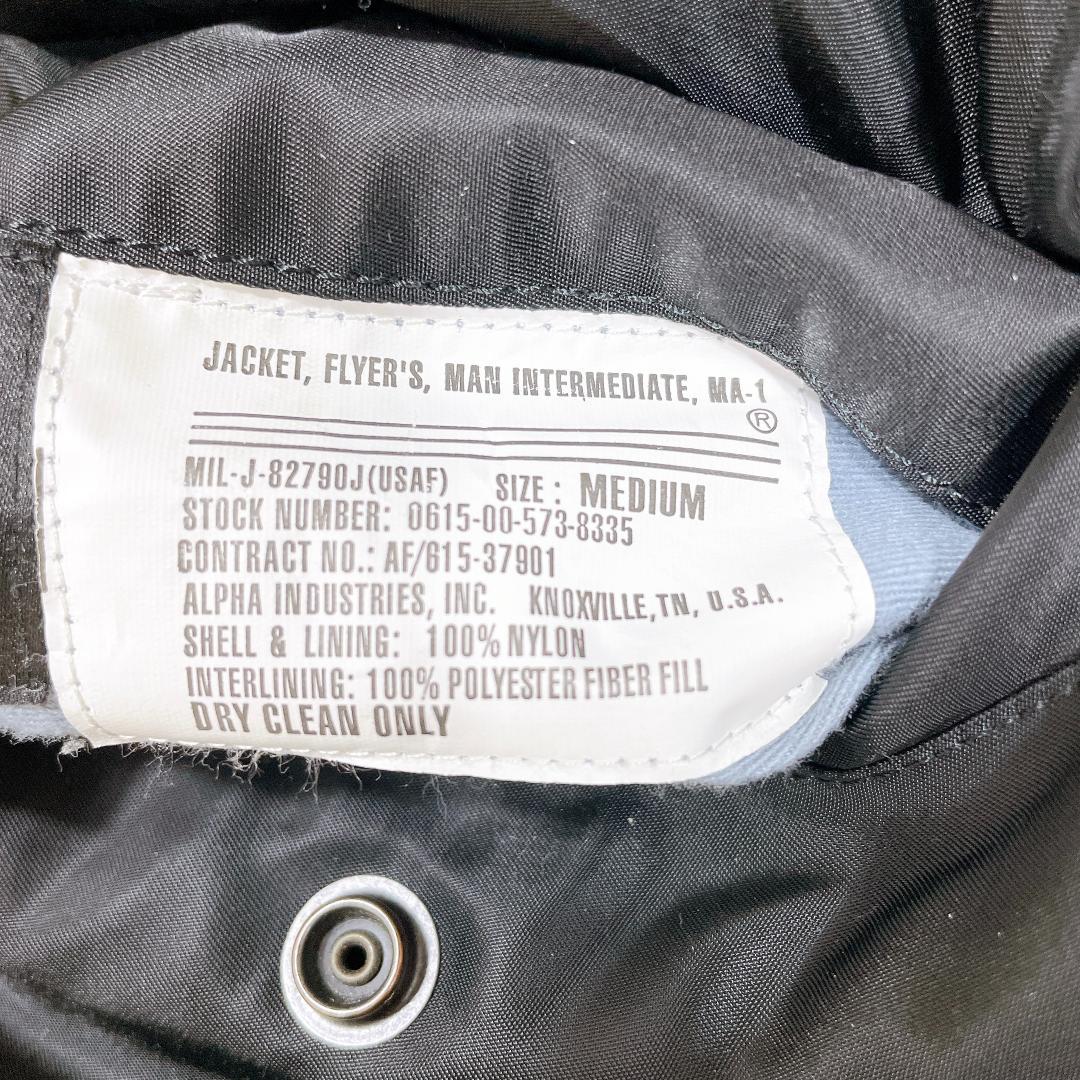 JACKET, FLYER'S, MAN INTERMEDIATE, MA-1
®
MIL-J-82790J(USAF) SIZE: MEDIUM
STOCK NUMBER: 0615-00-573-8335
CONTRACT NO.: AF/615-37901
ALPHA INDUSTRIES, INC. KNOXVILLE, TN, U.S.A.
SHELL & LINING: 100% NYLON
INTERLINING: 100% POLYESTER FIBER FILL
DRY CLEAN ONLY